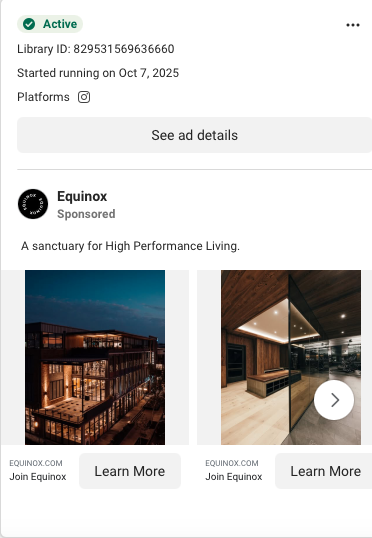 Active
Library ID: 829531569636660
Started running on Oct 7, 2025
Platforms
See ad details
EQUINOX EQUINOX
Equinox
Sponsored
A sanctuary for High Performance Living.
EQUINOX.COM
Join Equinox
Learn More
EQUINOX.COM
Join Equinox
Learn More